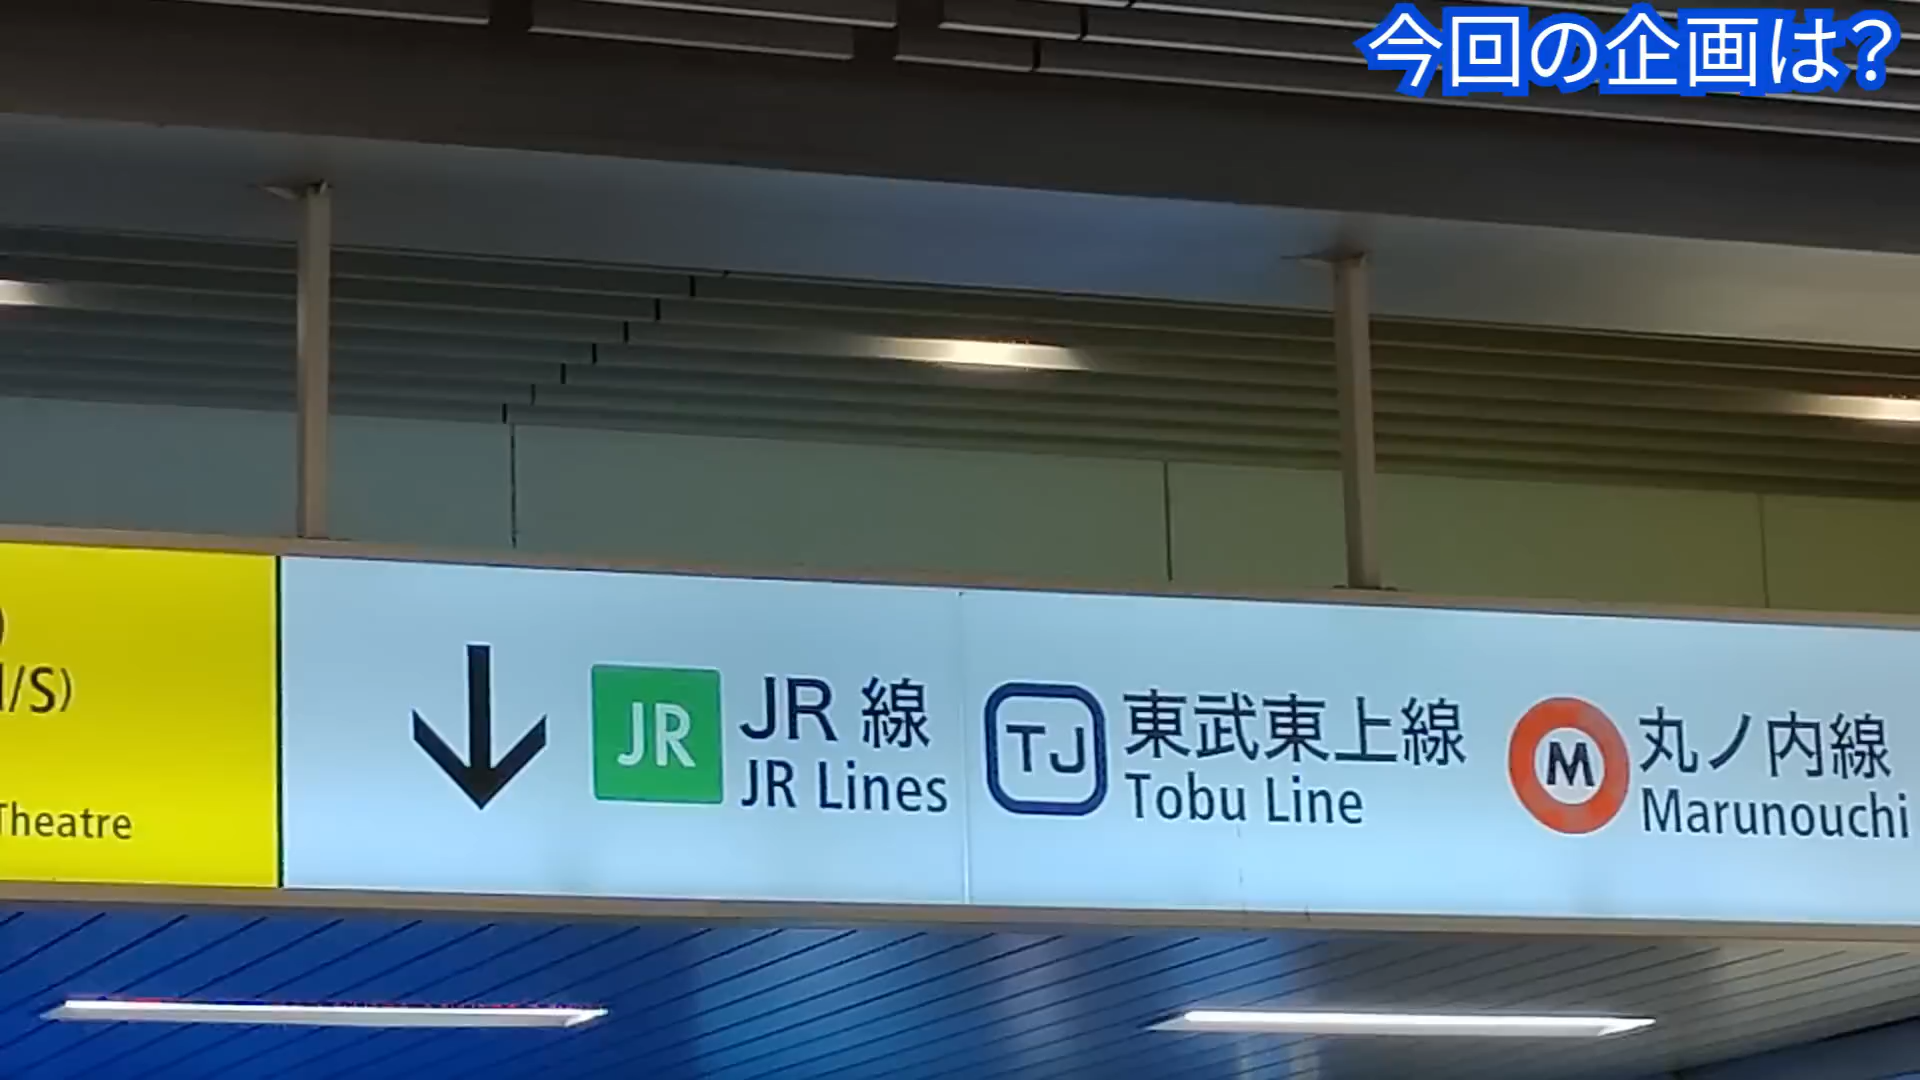 今回の企画は?
/S)
Theatre
JR
JR 線
JR Lines
TJ
東武東上線
Tobu Line
M
丸ノ内線
Marunouchi